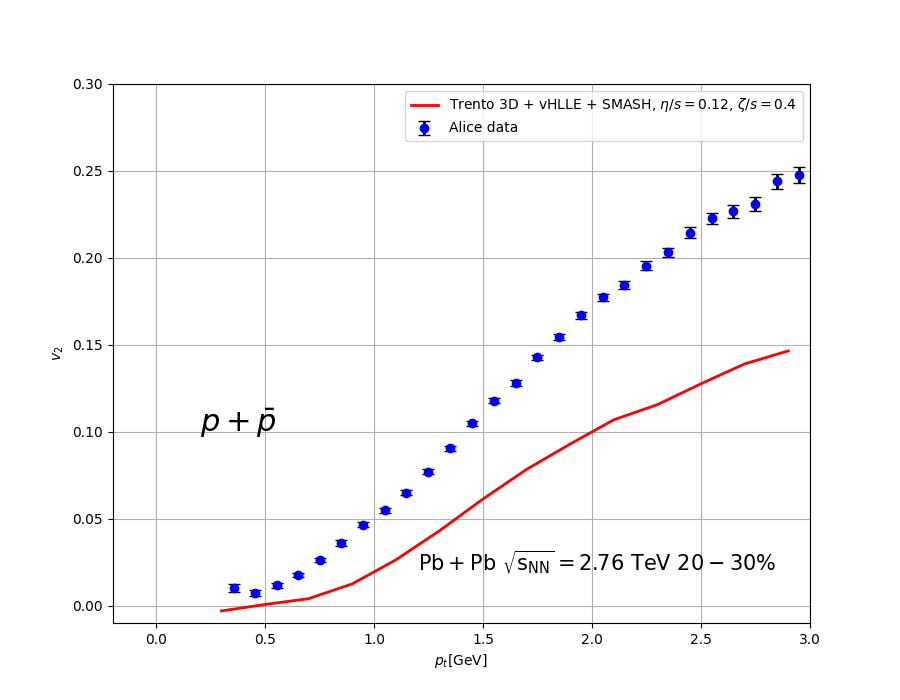 Trento 3D + vHLLE + SMASH, η/s = 0.12, ζ/s = 0.4
Alice data
0.30
0.25
0.20
0.15
0.10
0.05
0.00
v₂
p + p̄
Pb + Pb √sNN = 2.76 TeV 20 − 30%
0.0 0.5 1.0 1.5 2.0 2.5 3.0
pₜ[GeV]